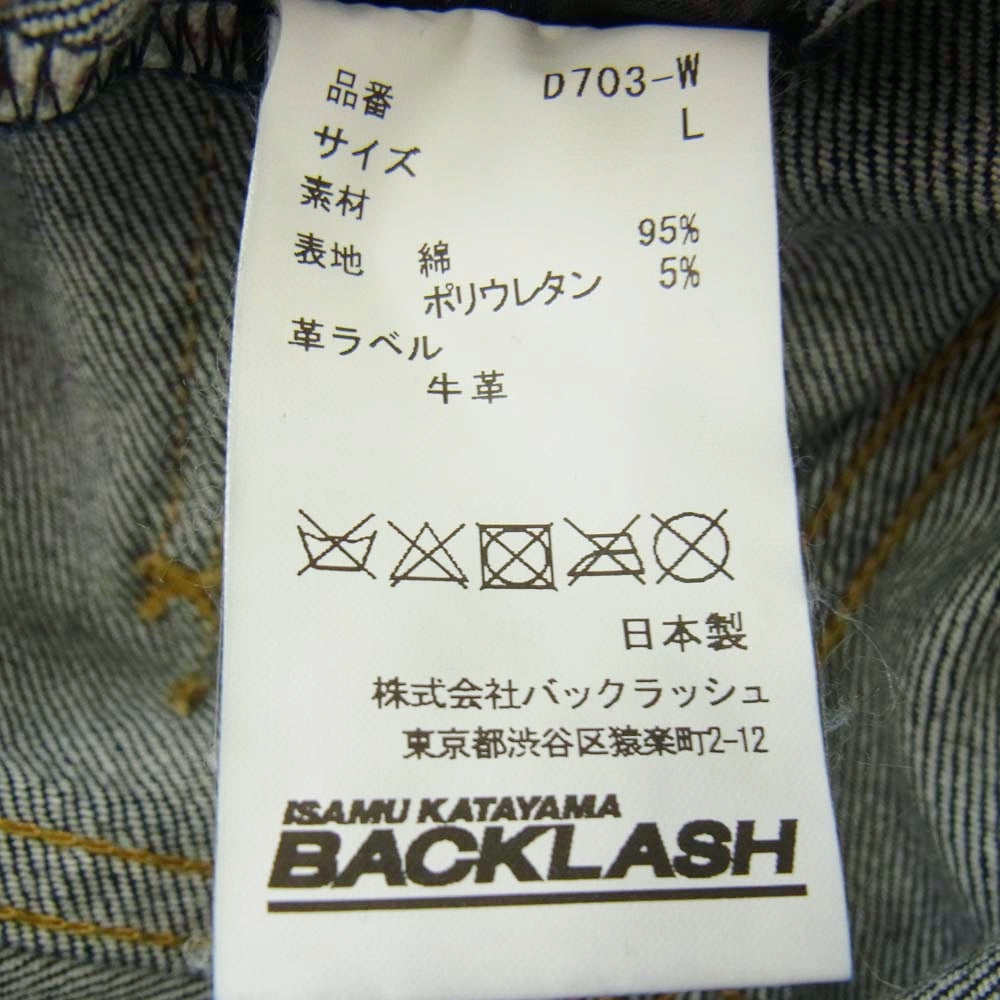 品番 D703-W
サイズ L
素材
表地 綿 95%
ポリウレタン 5%
革ラベル
牛革
日本製
株式会社バックラッシュ
東京都渋谷区猿楽町2-12
ISAMU KATAYAMA
BACKLASH